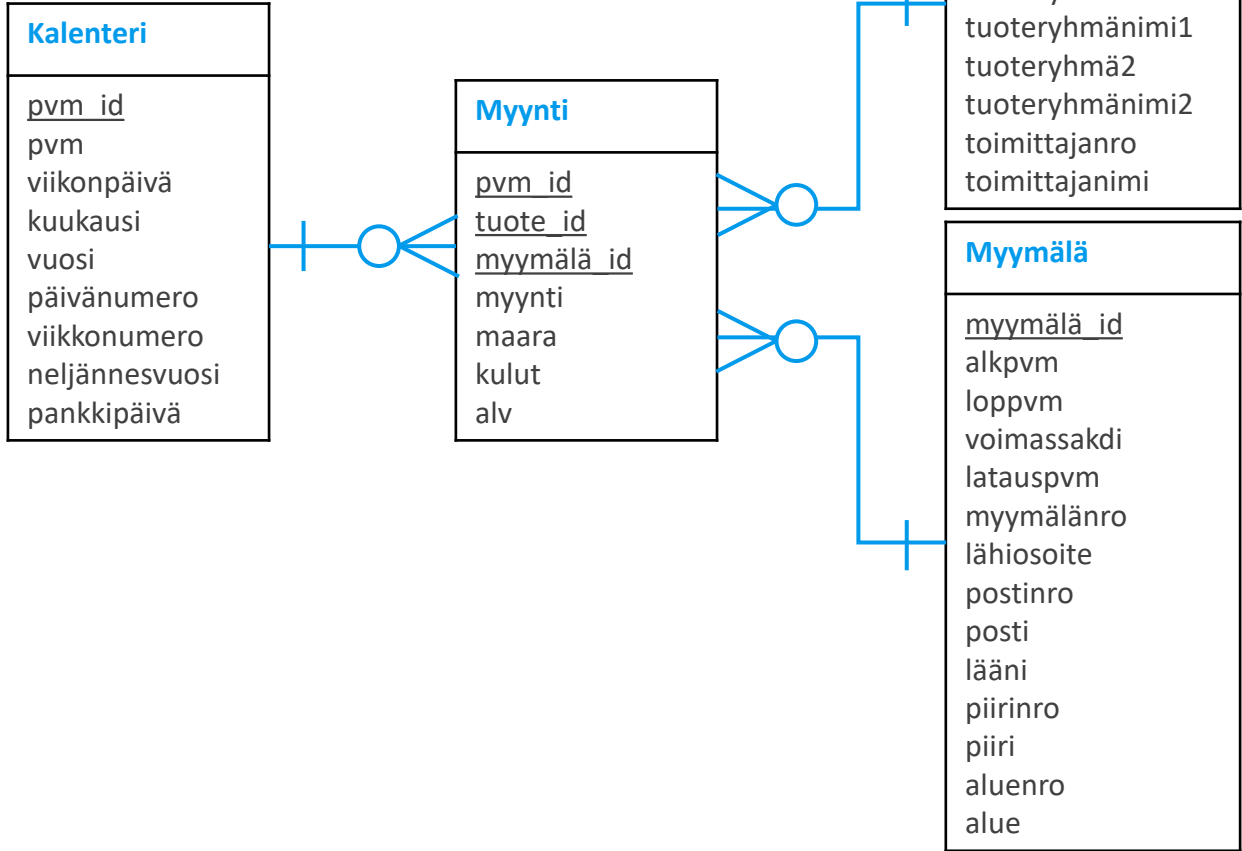 Kalenteri
pvm_id
pvm
viikonpäivä
kuukausi
vuosi
päivänumero
viikkonumero
neljännesvuosi
pankkipäivä
Myynti
pvm_id
tuote_id
myymälä_id
myynti
maara
kulut
alv
tuoteryhmänimi1
tuoteryhmä2
tuoteryhmänimi2
toimittajanro
toimittajanimi
Myymälä
myymälä_id
alkpvm
loppvm
voimassakdi
latauspvm
myymälänro
lähiosoite
postinro
posti
lääni
piirinro
piiri
aluenro
alue